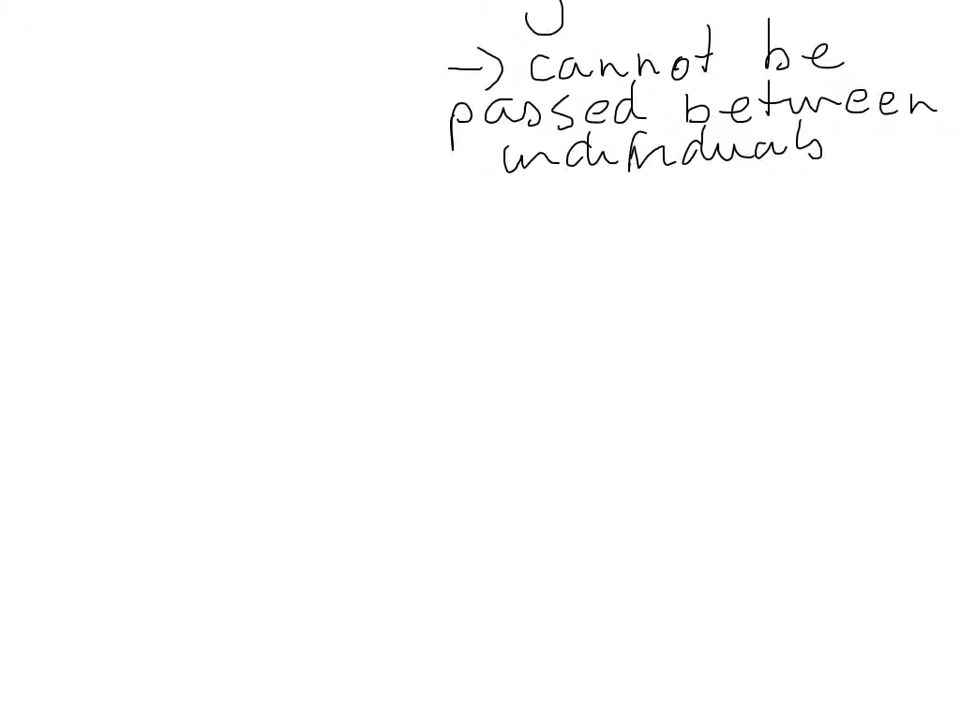 → cannot be
passed between
individuals